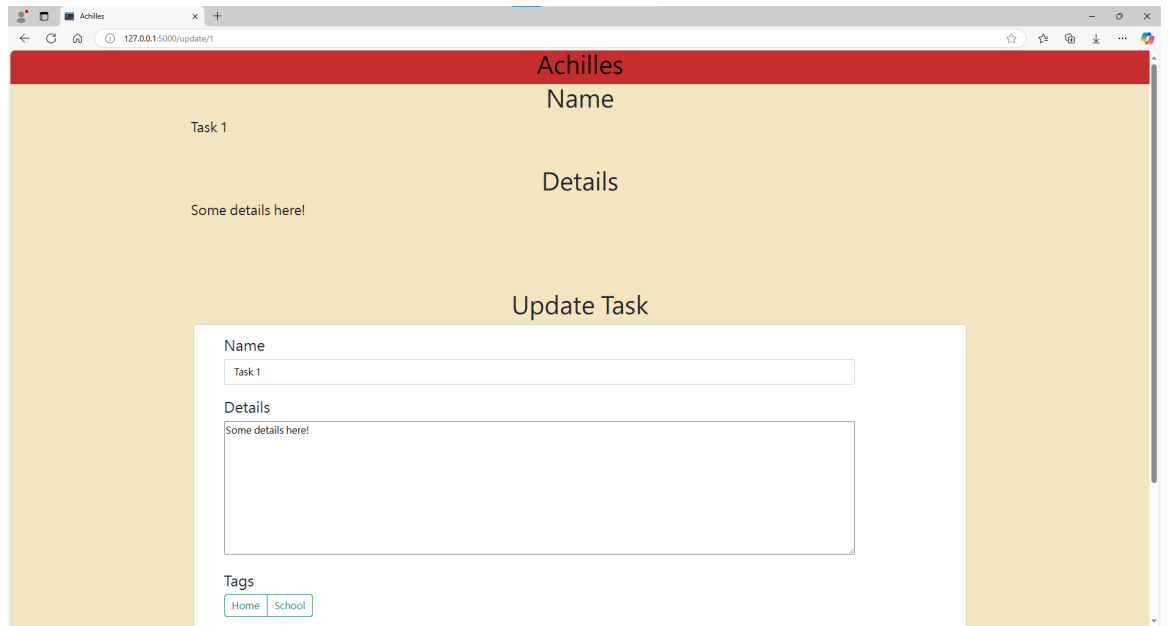 Achilles
127.0.0.1:5000/update/1
Achilles
Name
Task 1
Details
Some details here!
Update Task
Name
Task 1
Details
Some details here!
Tags
Home School